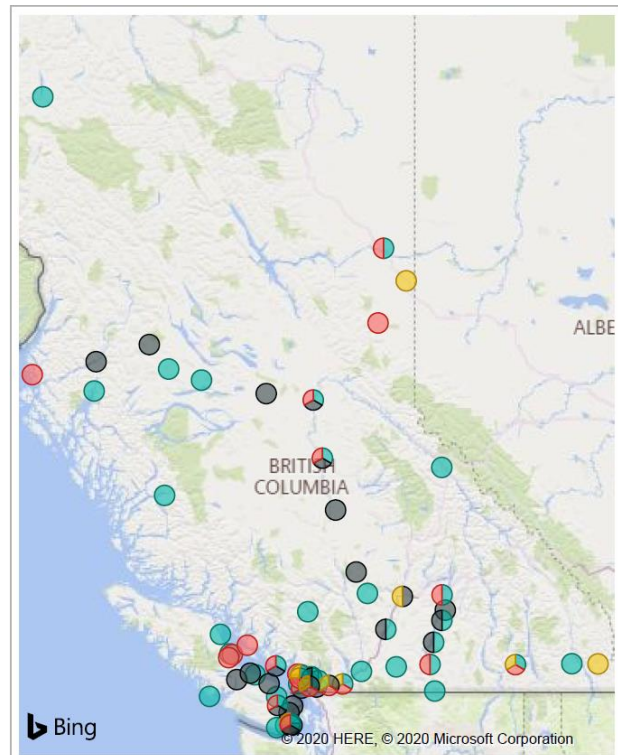 ALBE
BRITISH
COLUMBIA
Bing
© 2020 HERE, © 2020 Microsoft Corporation